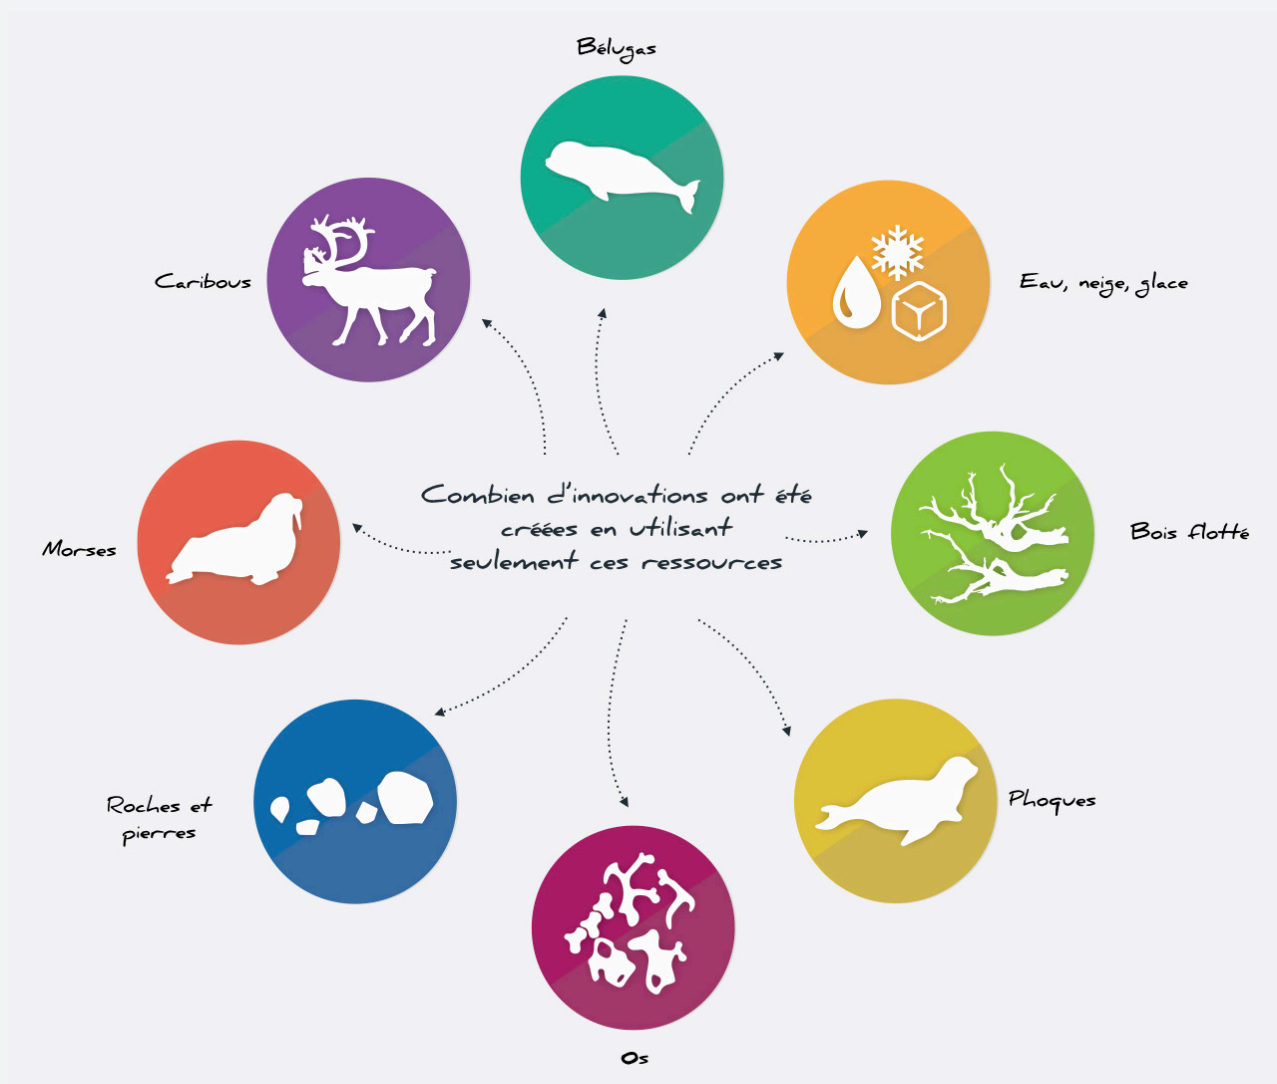 Bélugas
Caribous
Eau, neige, glace
Combien d'innovations ont été
créées en utilisant
seulement ces ressources
Morses
Bois flotté
Roches et
pierres
Phoques
Os